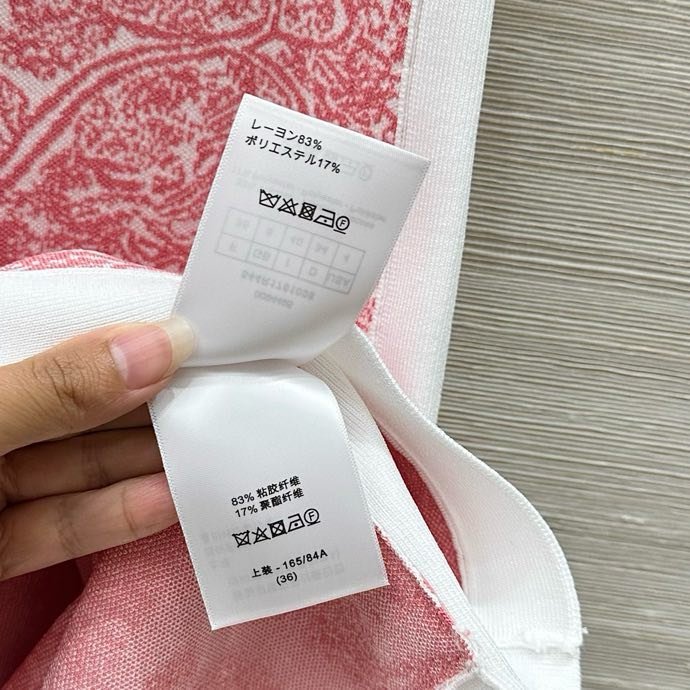 レーヨン83%
ポリエステル17%
83% 粘胶纤维
17% 聚酯纤维
上装 - 165/84A
(36)